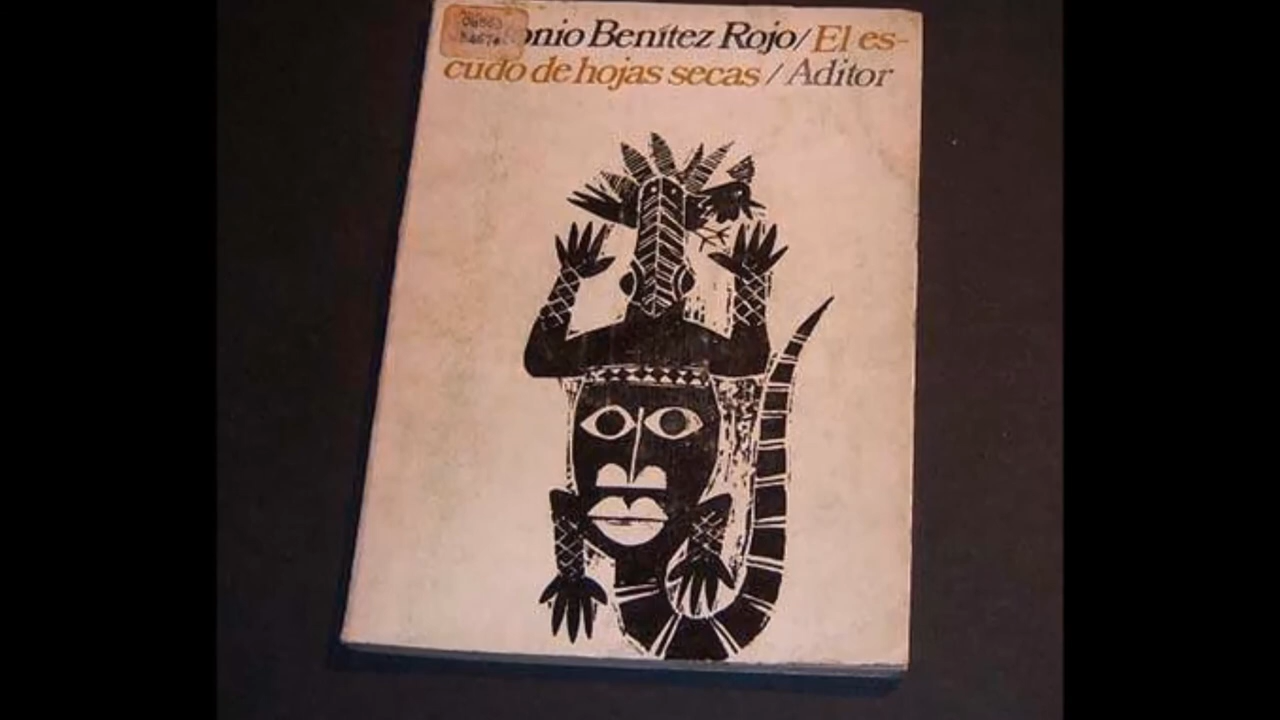 onio Benítez Rojo/ El es-
cudo de hojas secas / Aditor